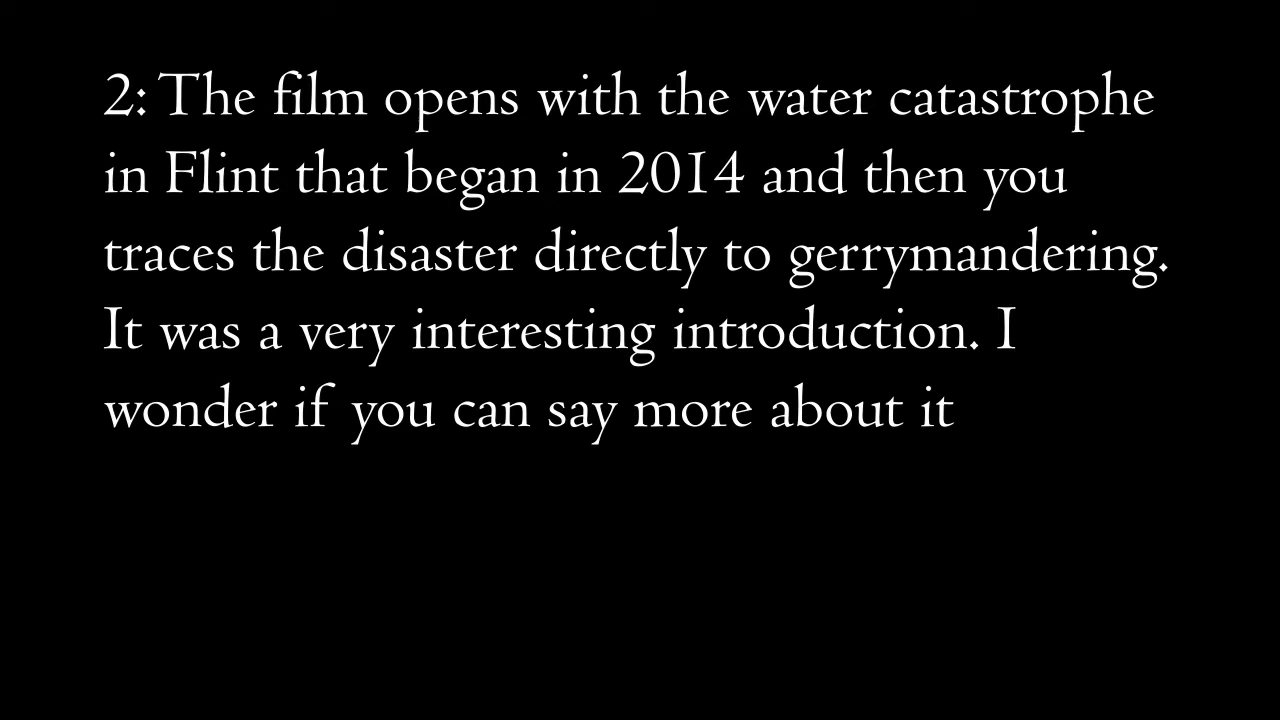 2: The film opens with the water catastrophe
in Flint that began in 2014 and then you
traces the disaster directly to gerrymandering.
It was a very interesting introduction. I
wonder if you can say more about it